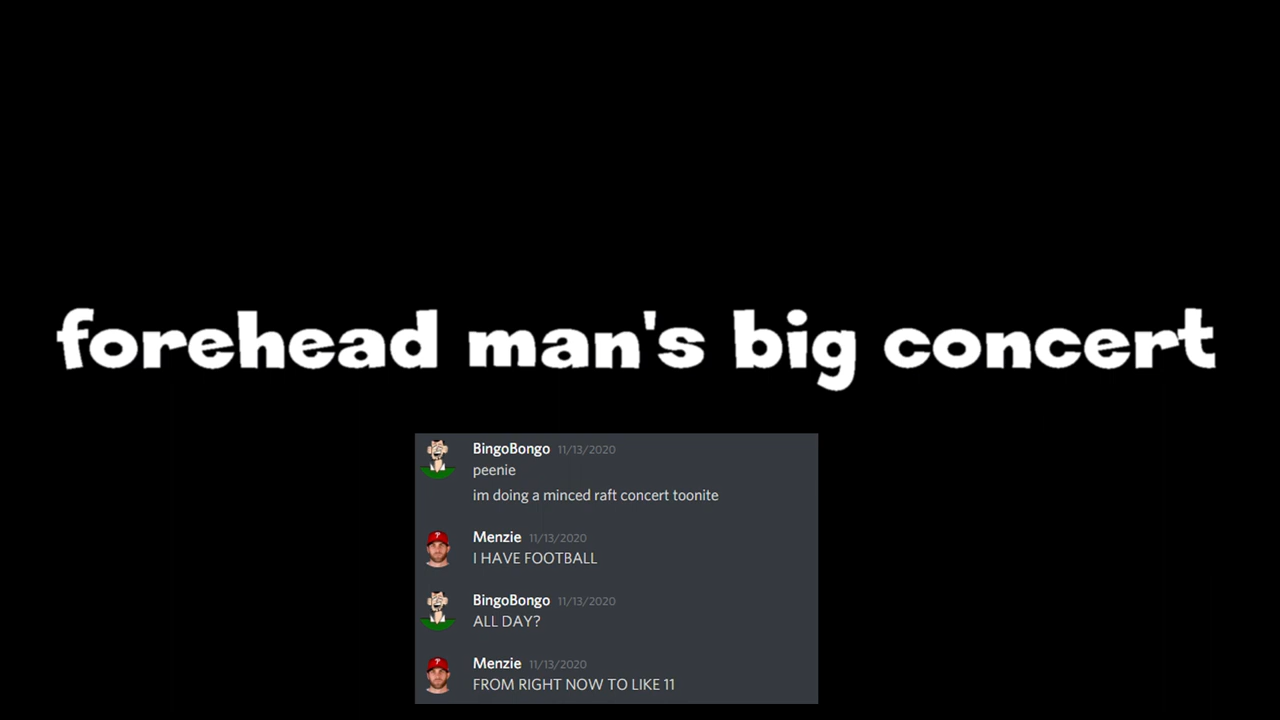 forehead man's big concert
BingoBongo 11/13/2020
peenie
im doing a minced raft concert toonite
Menzie 11/13/2020
I HAVE FOOTBALL
BingoBongo 11/13/2020
ALL DAY?
Menzie 11/13/2020
FROM RIGHT NOW TO LIKE 11